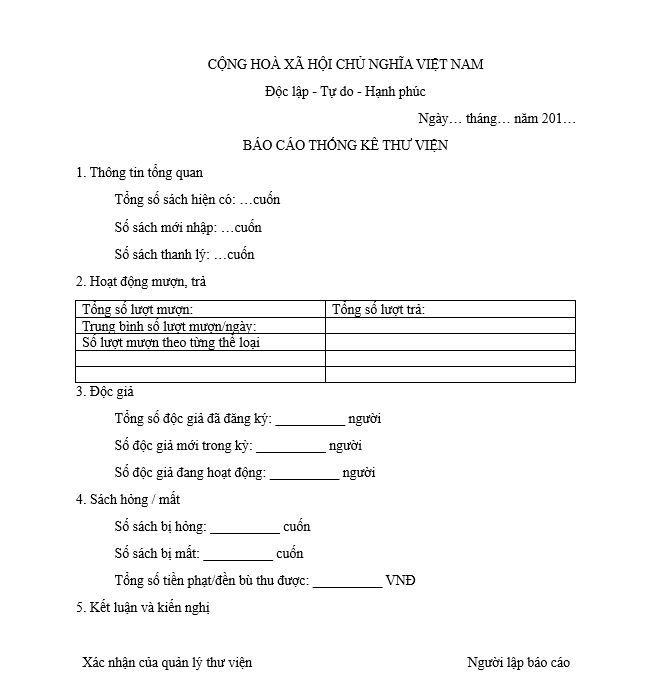 CỘNG HOÀ XÃ HỘI CHỦ NGHĨA VIỆT NAM
Độc lập - Tự do - Hạnh phúc
Ngày… tháng… năm 201…
BÁO CÁO THỐNG KÊ THƯ VIỆN
1. Thông tin tổng quan
Tổng số sách hiện có: …cuốn
Số sách mới nhập: …cuốn
Số sách thanh lý: …cuốn
2. Hoạt động mượn, trả
Tổng số lượt mượn: Tổng số lượt trả:
Trung bình số lượt mượn/ngày:
Số lượt mượn theo từng thể loại
3. Độc giả
Tổng số độc giả đã đăng ký: __________ người
Số độc giả mới trong kỳ: __________ người
Số độc giả đang hoạt động: __________ người
4. Sách hỏng / mất
Số sách bị hỏng: __________ cuốn
Số sách bị mất: __________ cuốn
Tổng số tiền phạt/đền bù thu được: __________ VNĐ
5. Kết luận và kiến nghị
Xác nhận của quản lý thư viện Người lập báo cáo